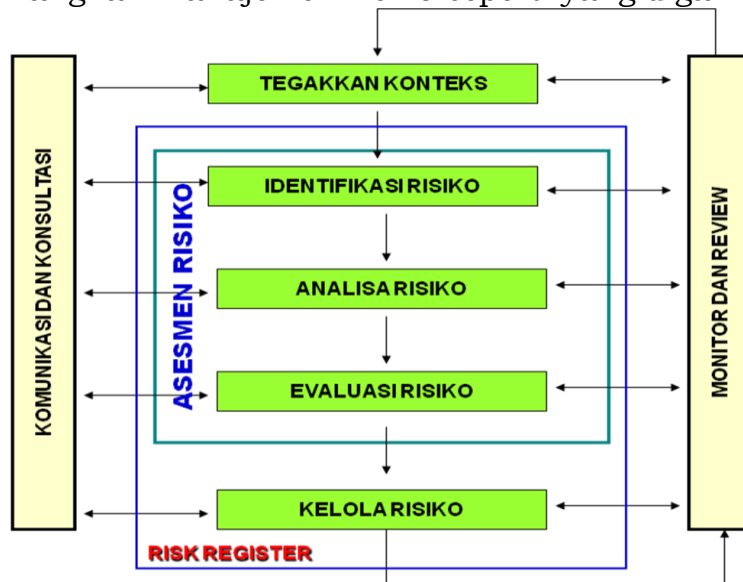 TEGAKKAN KONTEKS
KOMUNIKASI DAN KONSULTASI
ASESMEN RISIKO
IDENTIFIKASI RISIKO
ANALISA RISIKO
EVALUASI RISIKO
KELOLA RISIKO
RISK REGISTER
MONITOR DAN REVIEW